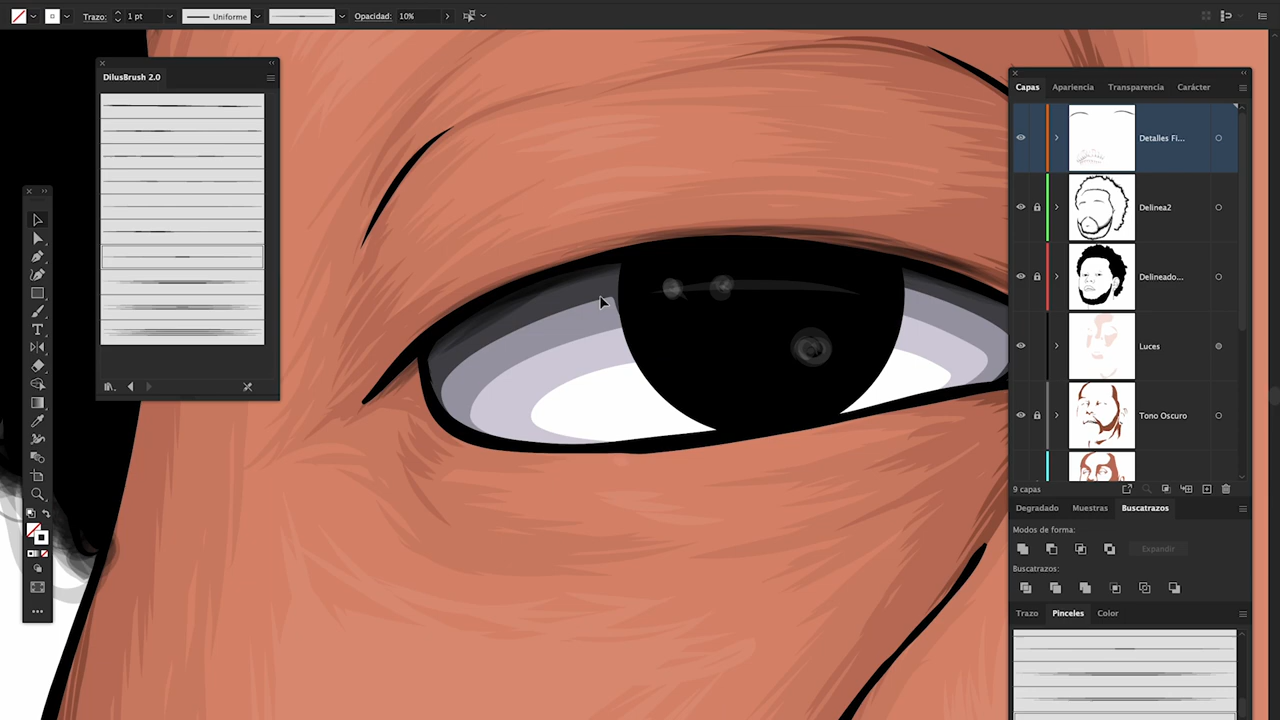 Trazo: 1 pt Uniforme Opacidad: 10%
DilusBrush 2.0
Capas Apariencia Transparencia Carácter
Detalles Fi...
Delinea2
Delineado...
Luces
Tono Oscuro
9 capas
Degradado Muestras Buscatrazos
Modos de forma:
Expandir
Buscatrazos:
Trazo Pinceles Color